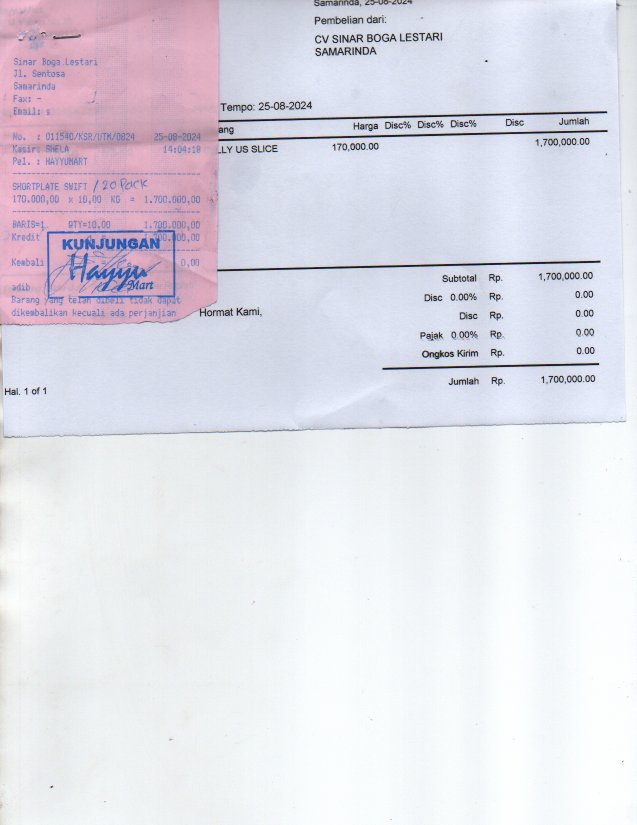 Sinar Boga Lestari
Jl. Sentosa
Samarinda
Fax: -
Email: s
No. : 011540/KSR/UTM/0824 25-08-2024
Kasir: SHELA 14:04:18
Pel. : HAYYUMART
SHORTPLATE SWIFT / 20 Pack
170.000,00 x 10,00 KG = 1.700.000,00
BARIS=1 QTY=10,00 1.700.000,00
Kredit
Kembali 0,00
KUNJUNGAN
Hayyu
Mart
adib
Barang yang telah dibeli tidak dapat
dikembalikan kecuali ada perjanjian
Samarinda, 25-08-2024
Pembelian dari:
CV SINAR BOGA LESTARI
SAMARINDA
Tempo: 25-08-2024
ang Harga Disc% Disc% Disc% Disc Jumlah
LLY US SLICE 170,000.00 1,700,000.00
Subtotal Rp. 1,700,000.00
Disc 0.00% Rp. 0.00
Disc Rp. 0.00
Pajak 0.00% Rp. 0.00
Ongkos Kirim Rp. 0.00
Jumlah Rp. 1,700,000.00
Hormat Kami,
Hal. 1 of 1